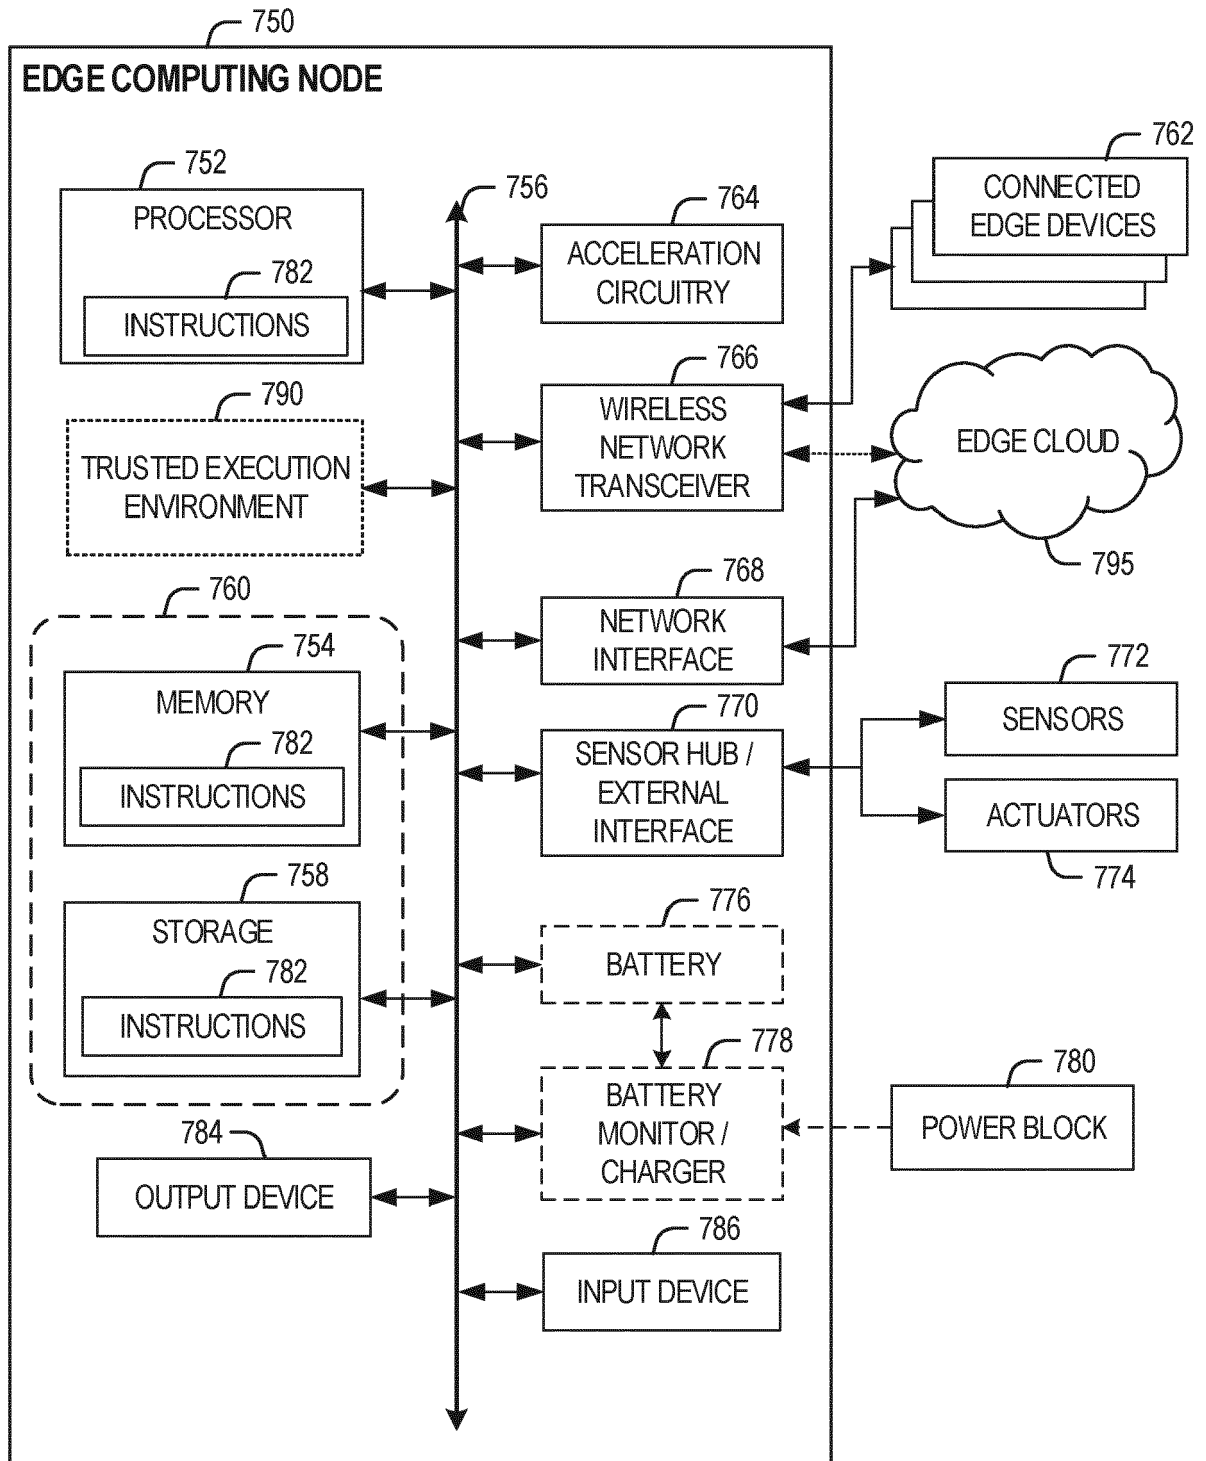 750
EDGE COMPUTING NODE
752
PROCESSOR
782
INSTRUCTIONS
790
TRUSTED EXECUTION
ENVIRONMENT
760
754
MEMORY
782
INSTRUCTIONS
758
STORAGE
782
INSTRUCTIONS
784
OUTPUT DEVICE
756
764
ACCELERATION
CIRCUITRY
766
WIRELESS
NETWORK
TRANSCEIVER
768
NETWORK
INTERFACE
770
SENSOR HUB /
EXTERNAL
INTERFACE
776
BATTERY
778
BATTERY
MONITOR /
CHARGER
786
INPUT DEVICE
762
CONNECTED
EDGE DEVICES
EDGE CLOUD
795
772
SENSORS
ACTUATORS
774
780
POWER BLOCK